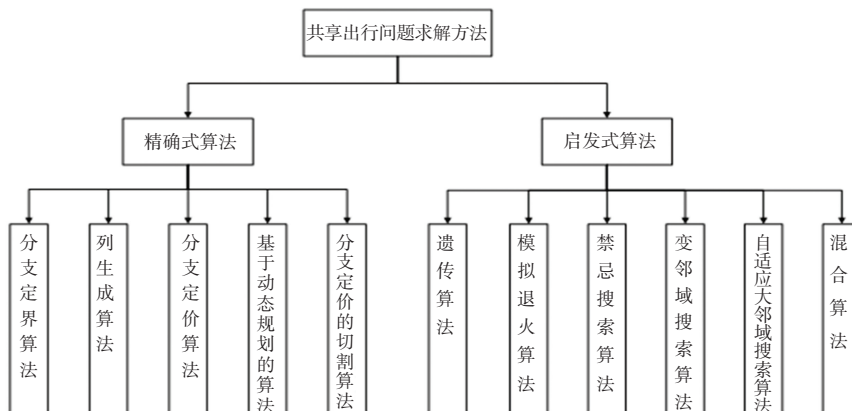 共享出行问题求解方法
精确式算法
启发式算法
分支定界算法
列生成算法
分支定价算法
基于动态规划的算法
分支定价的切割算法
遗传算法
模拟退火算法
禁忌搜索算法
变邻域搜索算法
自适应大邻域搜索算法
混合算法